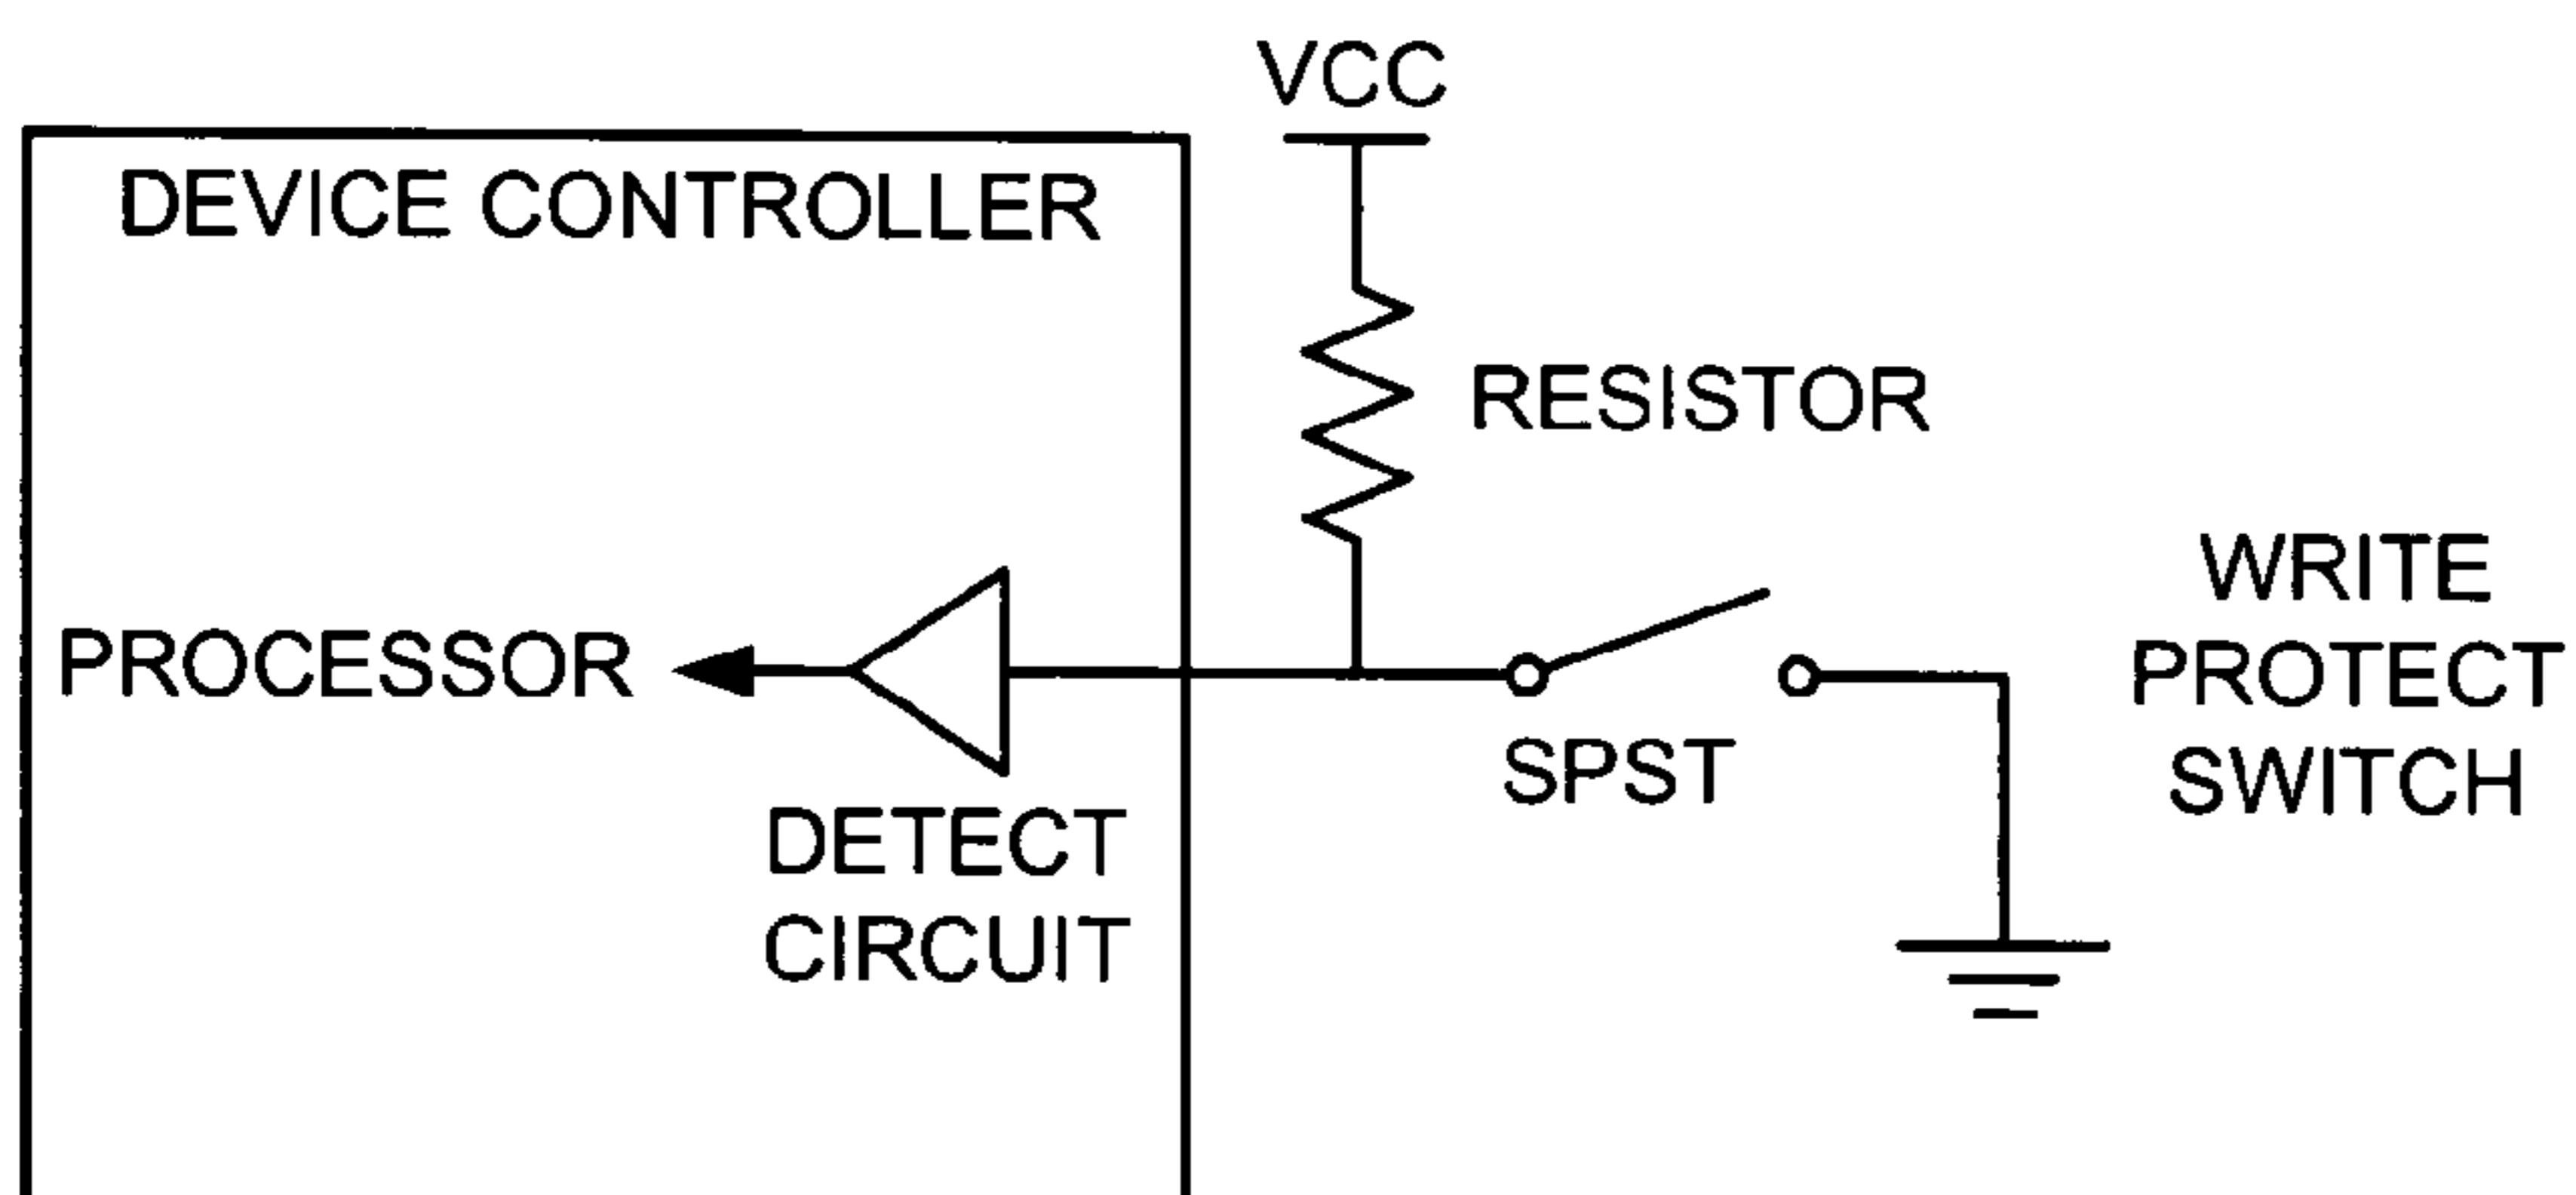 VCC
DEVICE CONTROLLER
RESISTOR
PROCESSOR
DETECT
CIRCUIT
SPST
WRITE
PROTECT
SWITCH